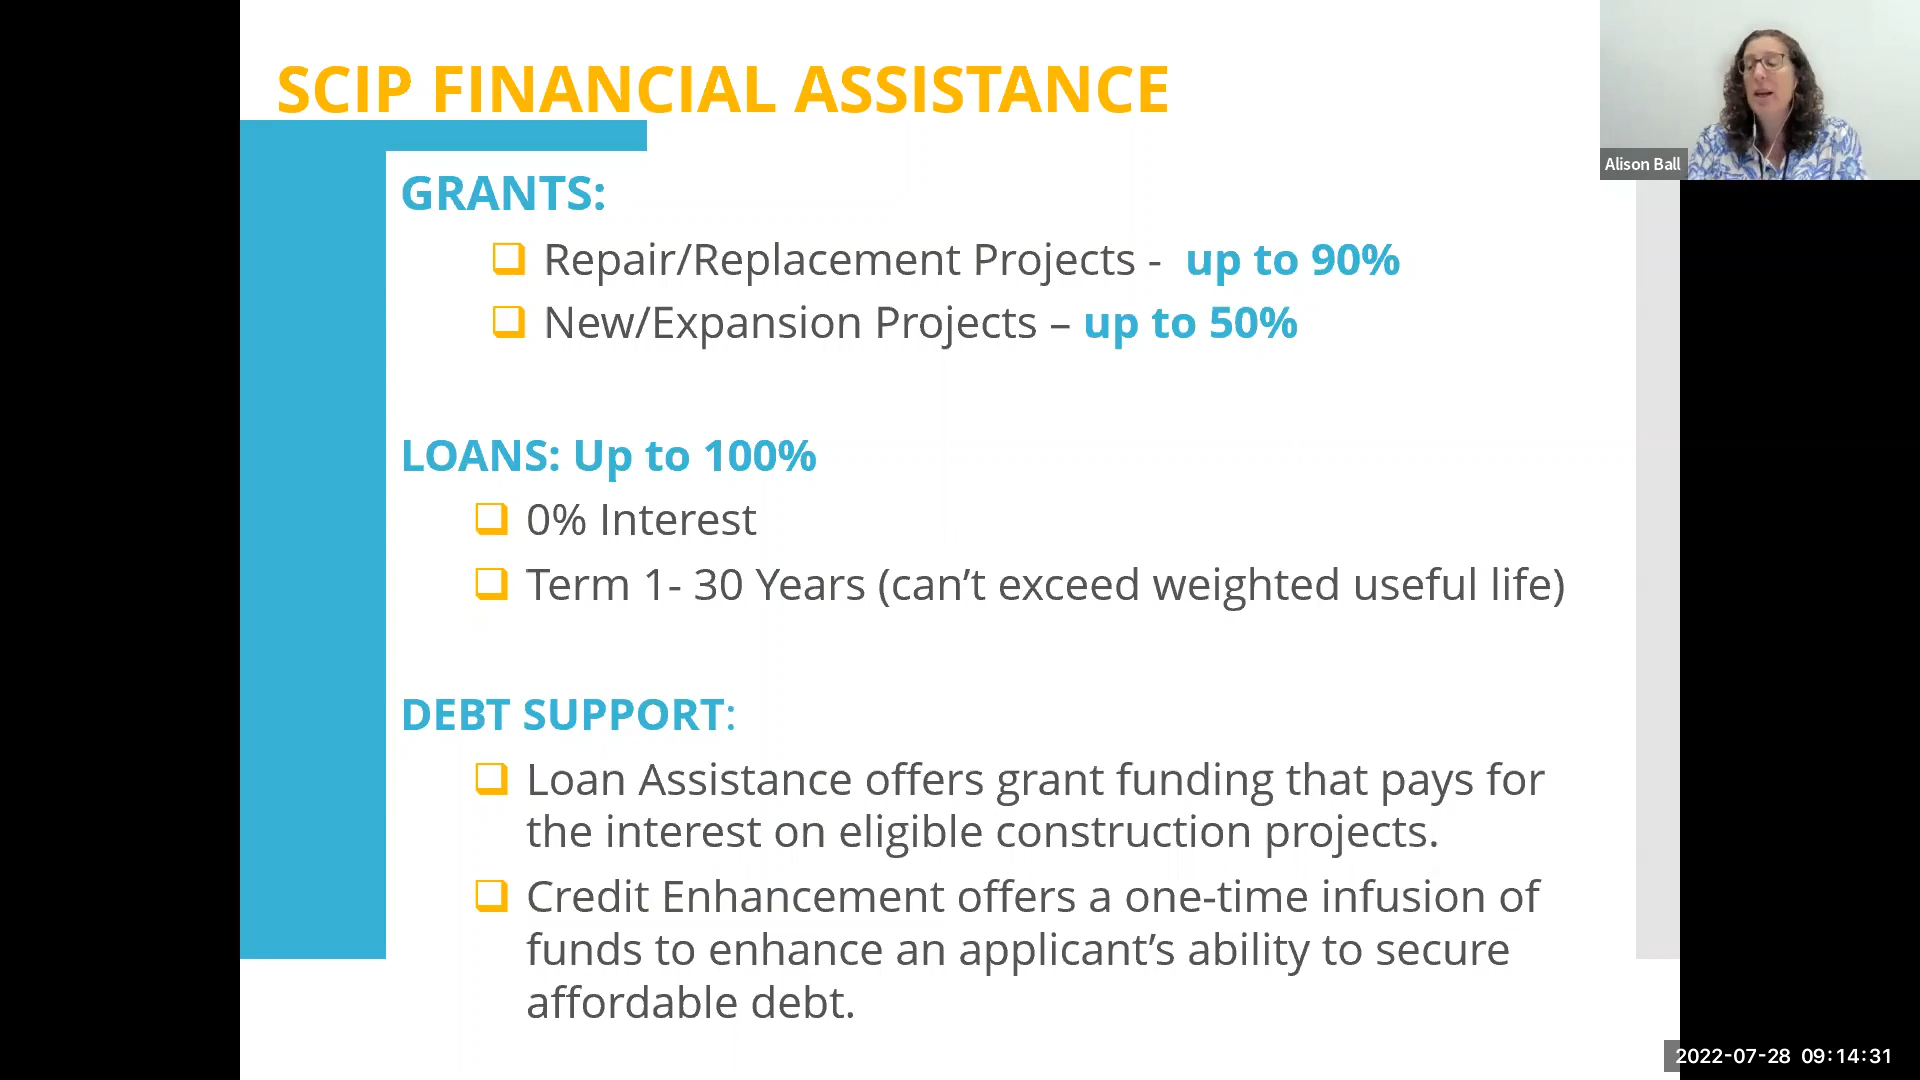 SCIP FINANCIAL ASSISTANCE
Alison Ball
GRANTS:
Repair/Replacement Projects - up to 90%
New/Expansion Projects – up to 50%
LOANS: Up to 100%
0% Interest
Term 1- 30 Years (can’t exceed weighted useful life)
DEBT SUPPORT:
Loan Assistance offers grant funding that pays for
the interest on eligible construction projects.
Credit Enhancement offers a one-time infusion of
funds to enhance an applicant’s ability to secure
affordable debt.
2022-07-28 09:14:31